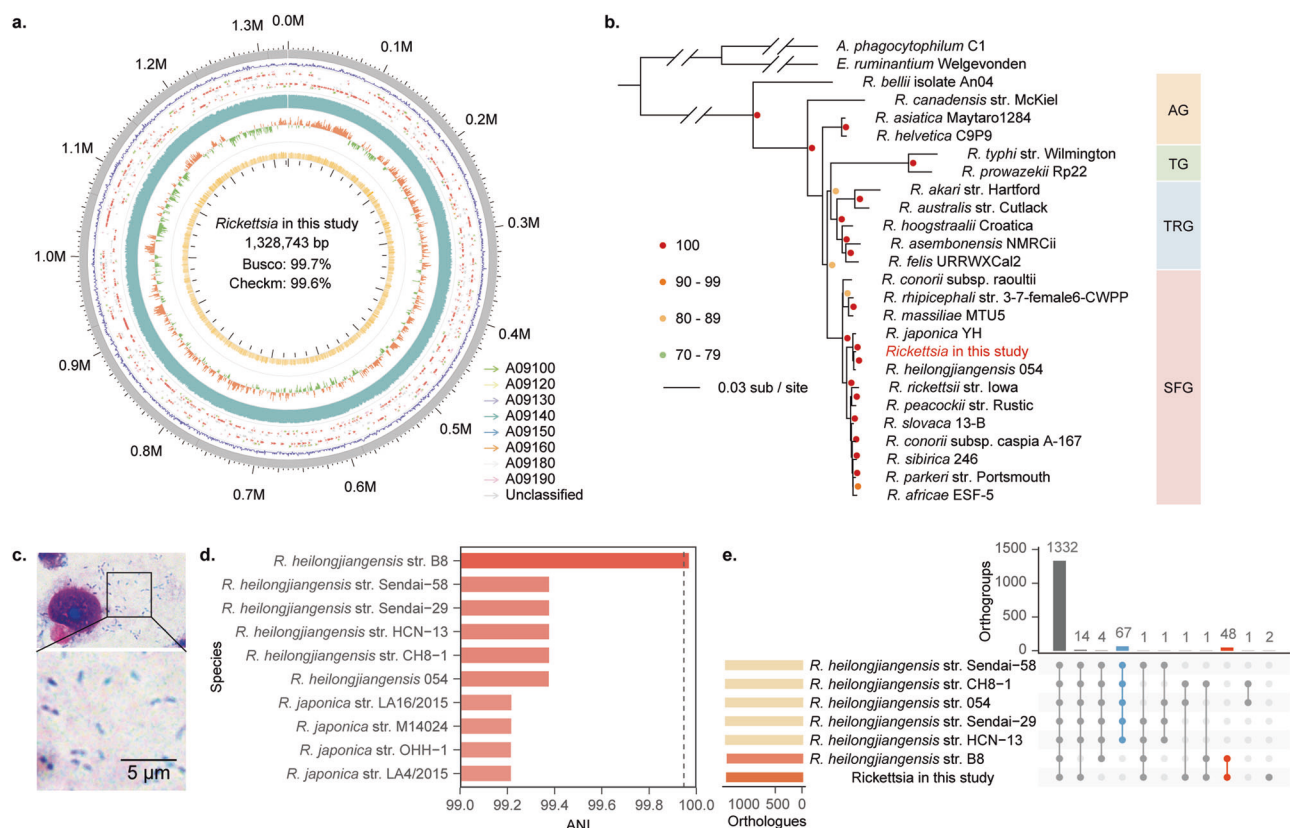 a.
0.0M
0.1M
0.2M
0.3M
0.4M
0.5M
0.6M
0.7M
0.8M
0.9M
1.0M
1.1M
1.2M
1.3M
Rickettsia in this study
1,328,743 bp
Busco: 99.7%
Checkm: 99.6%
A09100
A09120
A09130
A09140
A09150
A09160
A09180
A09190
Unclassified
b.
A. phagocytophilum C1
E. ruminantium Welgevonden
R. bellii isolate An04
R. canadensis str. McKiel
R. asiatica Maytaro1284
R. helvetica C9P9
R. typhi str. Wilmington
R. prowazekii Rp22
R. akari str. Hartford
R. australis str. Cutlack
R. hoogstraalii Croatica
R. asembonensis NMRCii
R. felis URRWXCal2
R. conorii subsp. raoultii
R. rhipicephali str. 3-7-female6-CWPP
R. massiliae MTU5
R. japonica YH
Rickettsia in this study
R. heilongjiangensis 054
R. rickettsii str. Iowa
R. peacockii str. Rustic
R. slovaca 13-B
R. conorii subsp. caspia A-167
R. sibirica 246
R. parkeri str. Portsmouth
R. africae ESF-5
AG
TG
TRG
SFG
100
90 - 99
80 - 89
70 - 79
0.03 sub / site
c.
5 µm
d.
Species
R. heilongjiangensis str. B8
R. heilongjiangensis str. Sendai−58
R. heilongjiangensis str. Sendai−29
R. heilongjiangensis str. HCN−13
R. heilongjiangensis str. CH8−1
R. heilongjiangensis 054
R. japonica str. LA16/2015
R. japonica str. M14024
R. japonica str. OHH−1
R. japonica str. LA4/2015
99.0 99.2 99.4 99.6 99.8 100.0
ANI
e.
Orthogroups
1500
1000
500
0
1332 14 4 67 1 1 1 1 48 1 2
R. heilongjiangensis str. Sendai−58
R. heilongjiangensis str. CH8−1
R. heilongjiangensis str. 054
R. heilongjiangensis str. Sendai−29
R. heilongjiangensis str. HCN−13
R. heilongjiangensis str. B8
Rickettsia in this study
1000 500 0
Orthologues